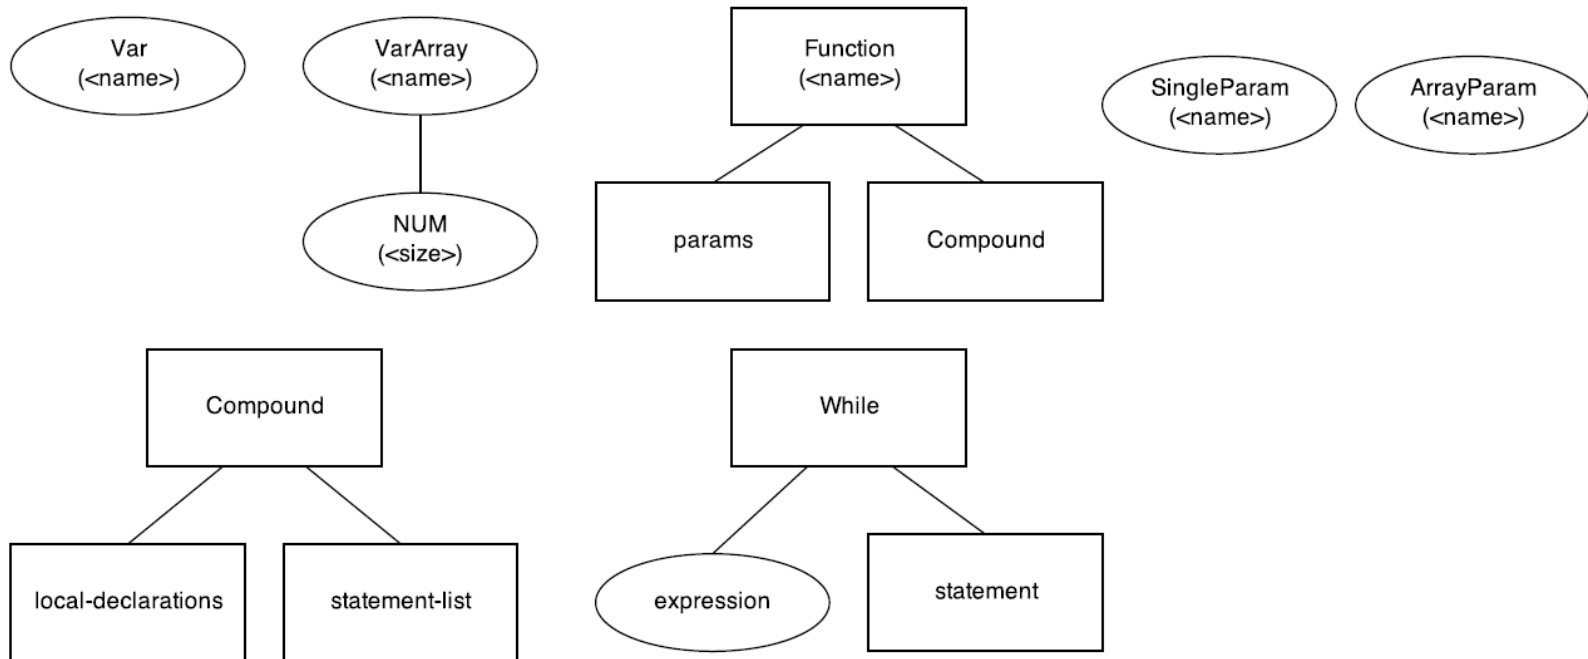 Var
(<name>)
VarArray
(<name>)
NUM
(<size>)
Function
(<name>)
params
Compound
SingleParam
(<name>)
ArrayParam
(<name>)
Compound
local-declarations
statement-list
While
expression
statement